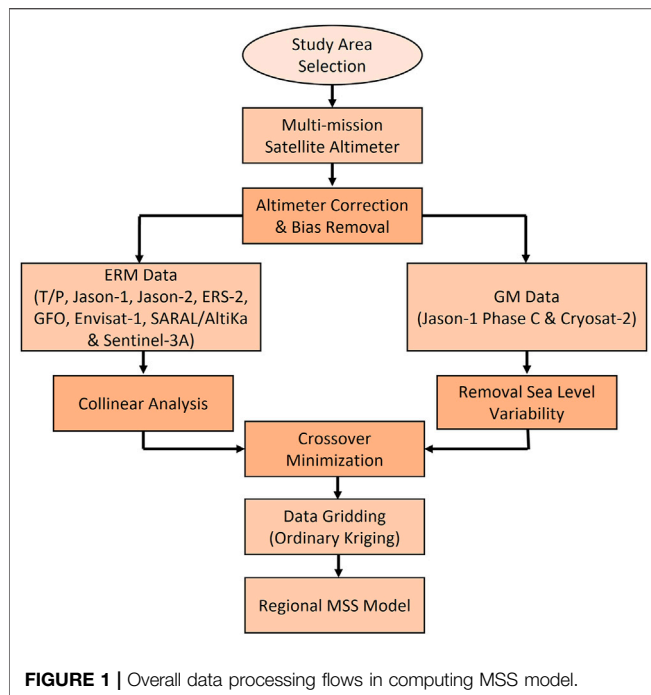 Study Area
Selection
Multi-mission
Satellite Altimeter
Altimeter Correction
& Bias Removal
ERM Data
(T/P, Jason-1, Jason-2, ERS-2,
GFO, Envisat-1, SARAL/AltiKa
& Sentinel-3A)
GM Data
(Jason-1 Phase C & Cryosat-2)
Collinear Analysis
Removal Sea Level
Variability
Crossover
Minimization
Data Gridding
(Ordinary Kriging)
Regional MSS Model
FIGURE 1 | Overall data processing flows in computing MSS model.